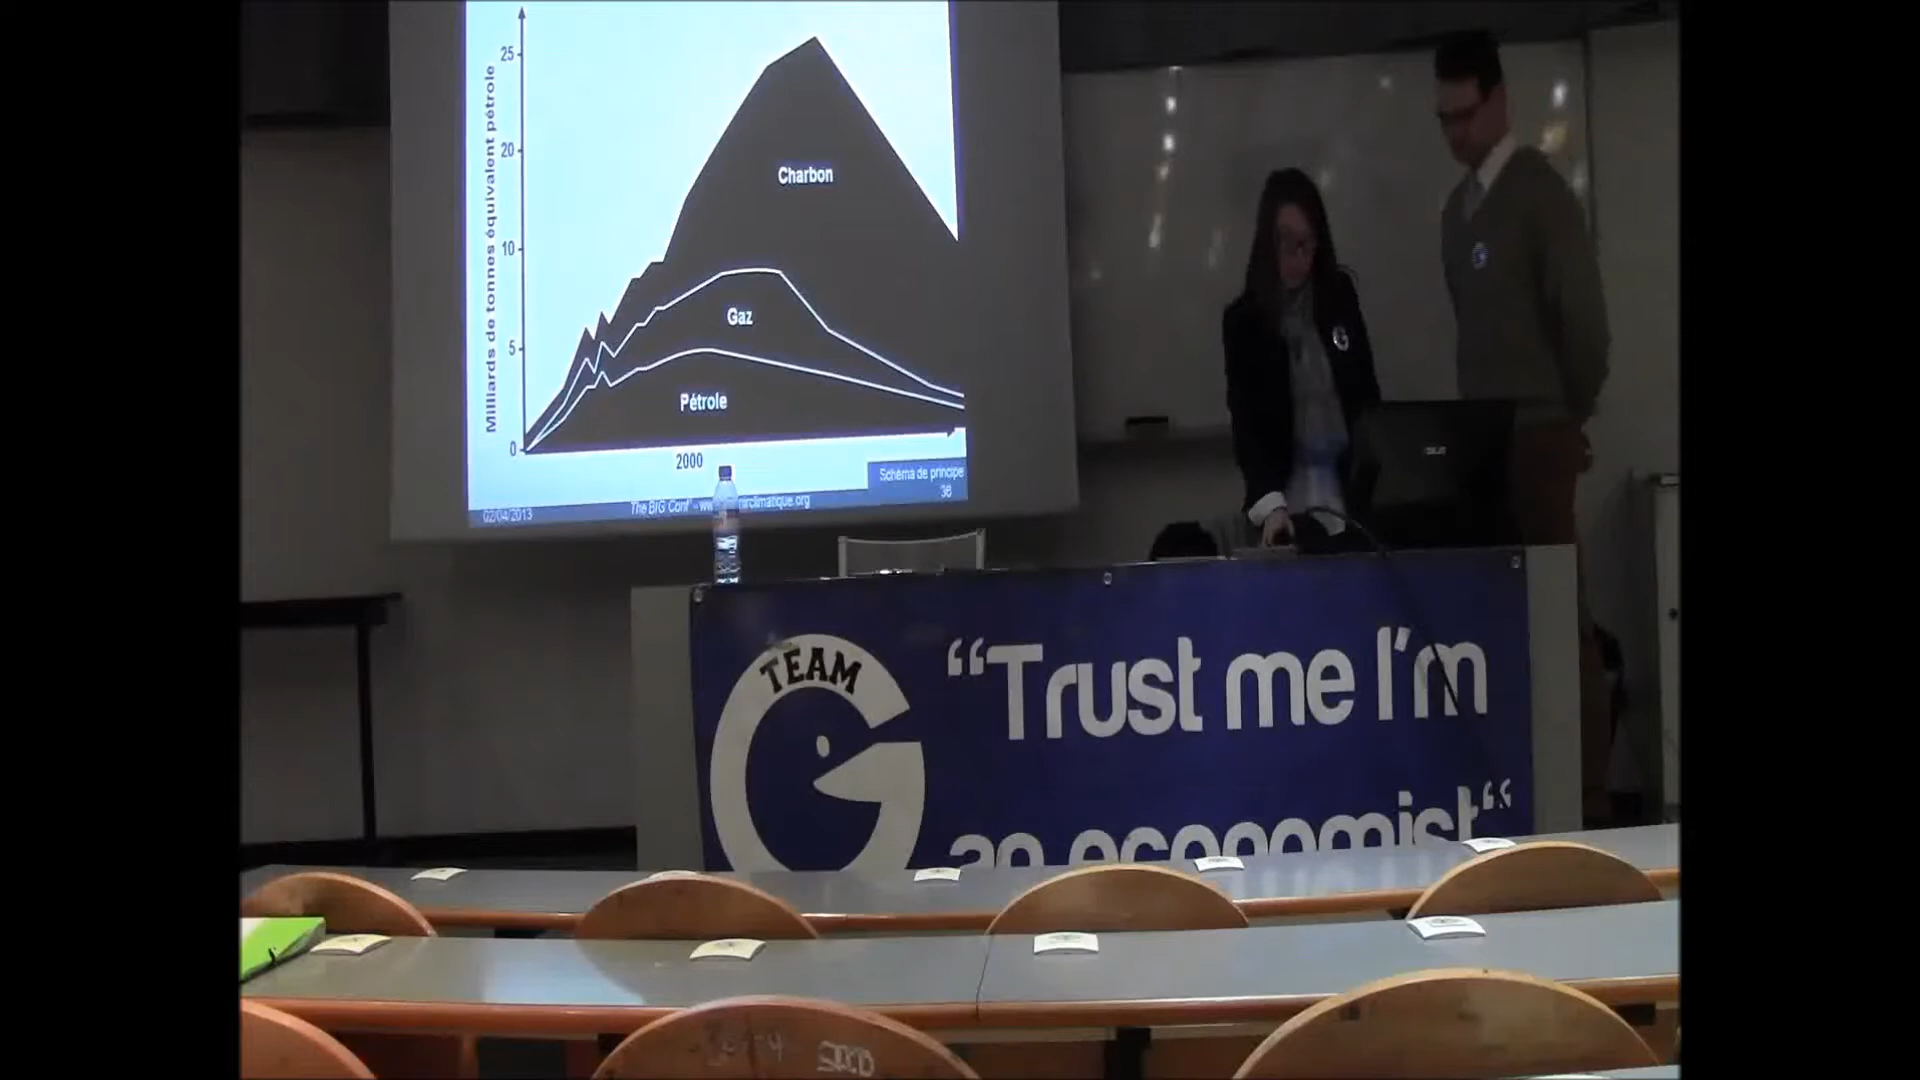 25
20
10
5
0
Milliards de tonnes équivalent pétrole
Charbon
Gaz
Pétrole
2000
Schéma de principe
36
02/04/2013
The BIG Conf' - 
TEAM
G
“Trust me I'm
an economist“
ASUS